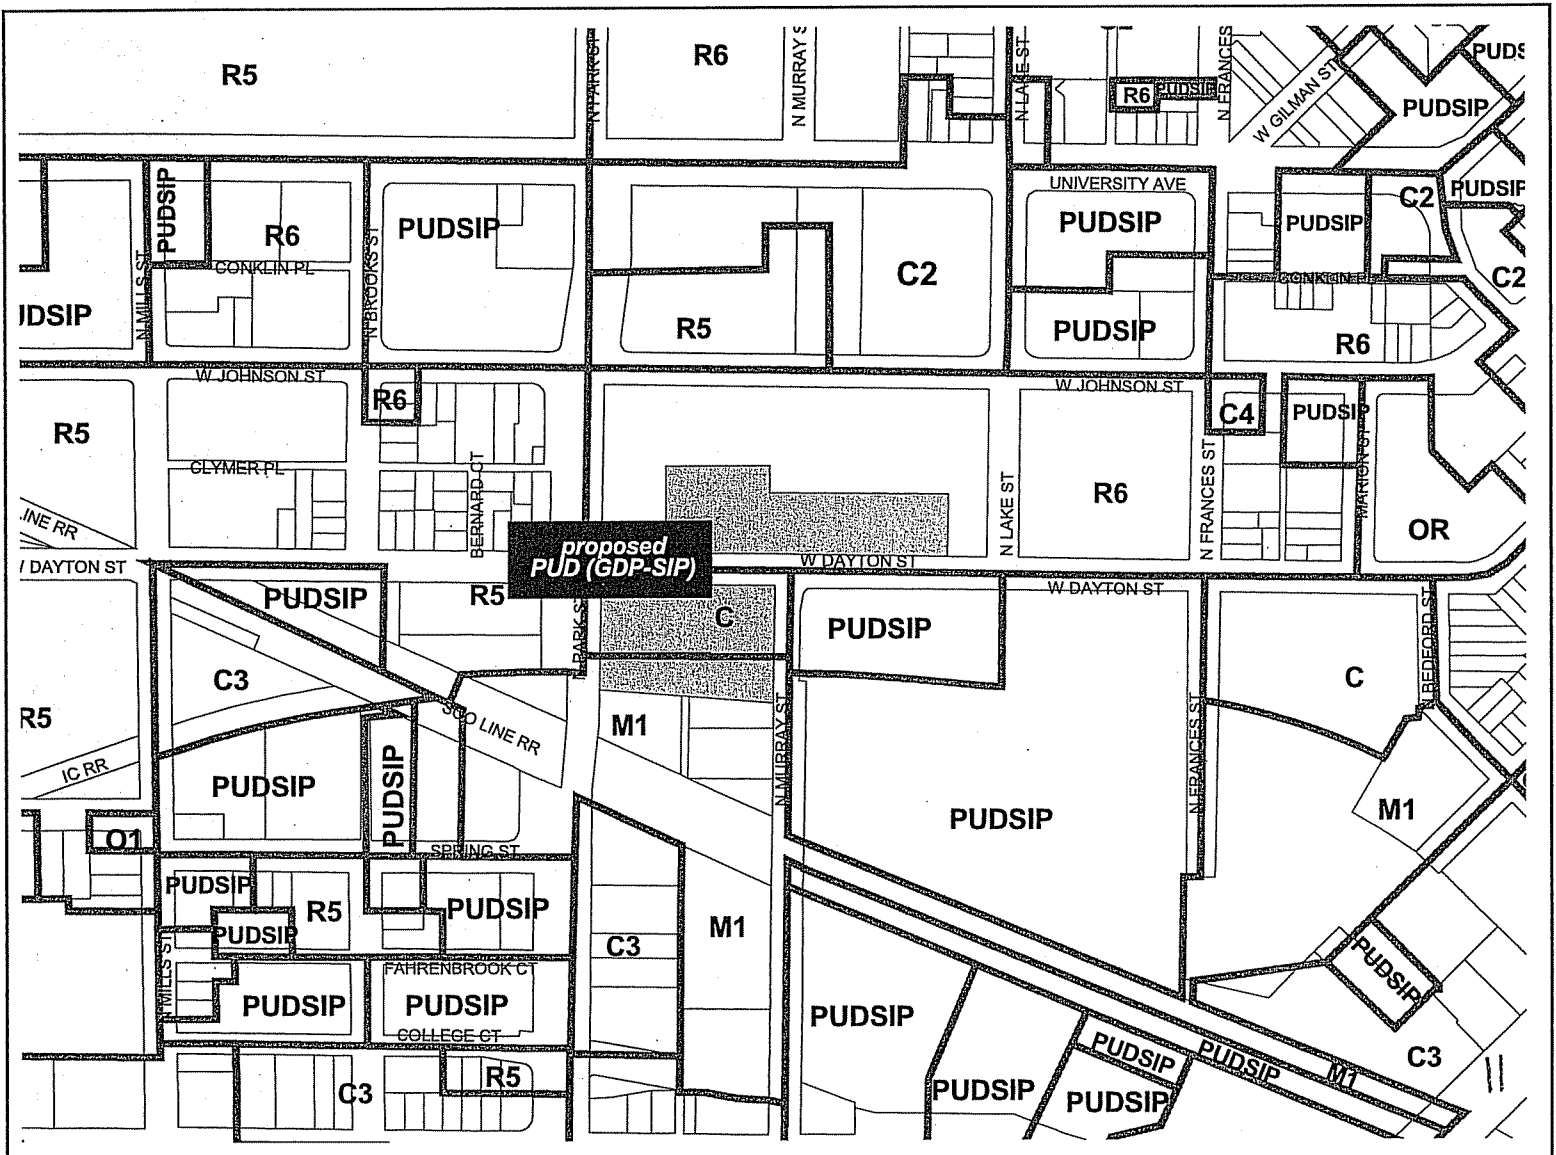 R5
N PARK ST
R6
N MURRAY S
N LAKE ST
R6
PUDSIP
N FRANCES
W GILMAN ST
PUDS
PUDSIP
PUDSIP
R6
CONKLIN PL
N MILLS ST
UDSIP
N BROOKS ST
PUDSIP
R5
C2
UNIVERSITY AVE
PUDSIP
PUDSIP
PUDSIP
C2
PUDSIP
C2
R6
W JOHNSON ST
R6
R5
CLYMER PL
BERNARD CT
W JOHNSON ST
C4
PUDSIP
MARION ST
N LAKE ST
R6
N FRANCES ST
OR
LINE RR
DAYTON ST
proposed
PUD (GDP-SIP)
W DAYTON ST
W DAYTON ST
PUDSIP
R5
PARK S
C
PUDSIP
BEDFORD ST
C3
C
R5
IC RR
SOO LINE RR
M1
N MURRAY ST
N FRANCES ST
PUDSIP
PUDSIP
PUDSIP
M1
O1
SPRING ST
PUDSIP
R5
PUDSIP
PUDSIP
N MILLS ST
C3
M1
FAHRENBROOK CT
PUDSIP
PUDSIP
COLLEGE CT
PUDSIP
PUDSIP
C3
R5
C3
PUDSIP
PUDSIP
PUDSIP
PUDSIP
M1